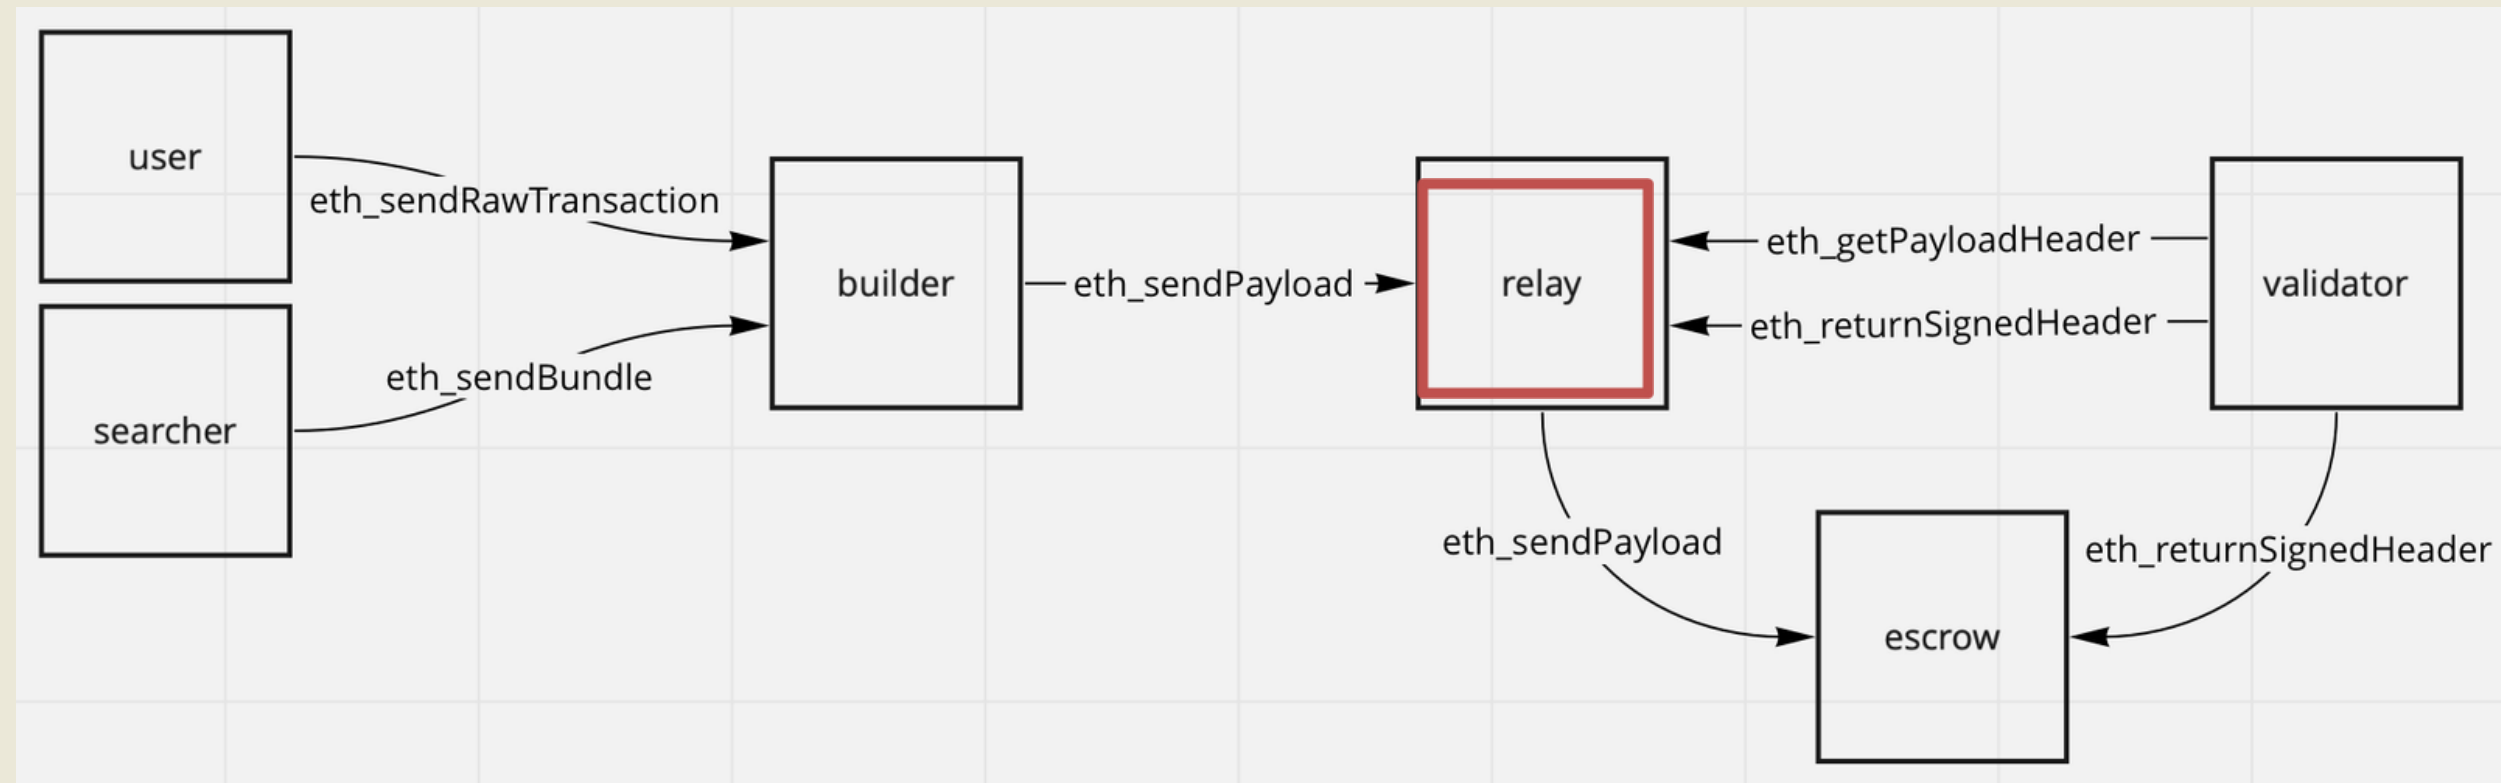 user
eth_sendRawTransaction
searcher
eth_sendBundle
builder
eth_sendPayload
relay
eth_getPayloadHeader
eth_returnSignedHeader
validator
eth_sendPayload
escrow
eth_returnSignedHeader